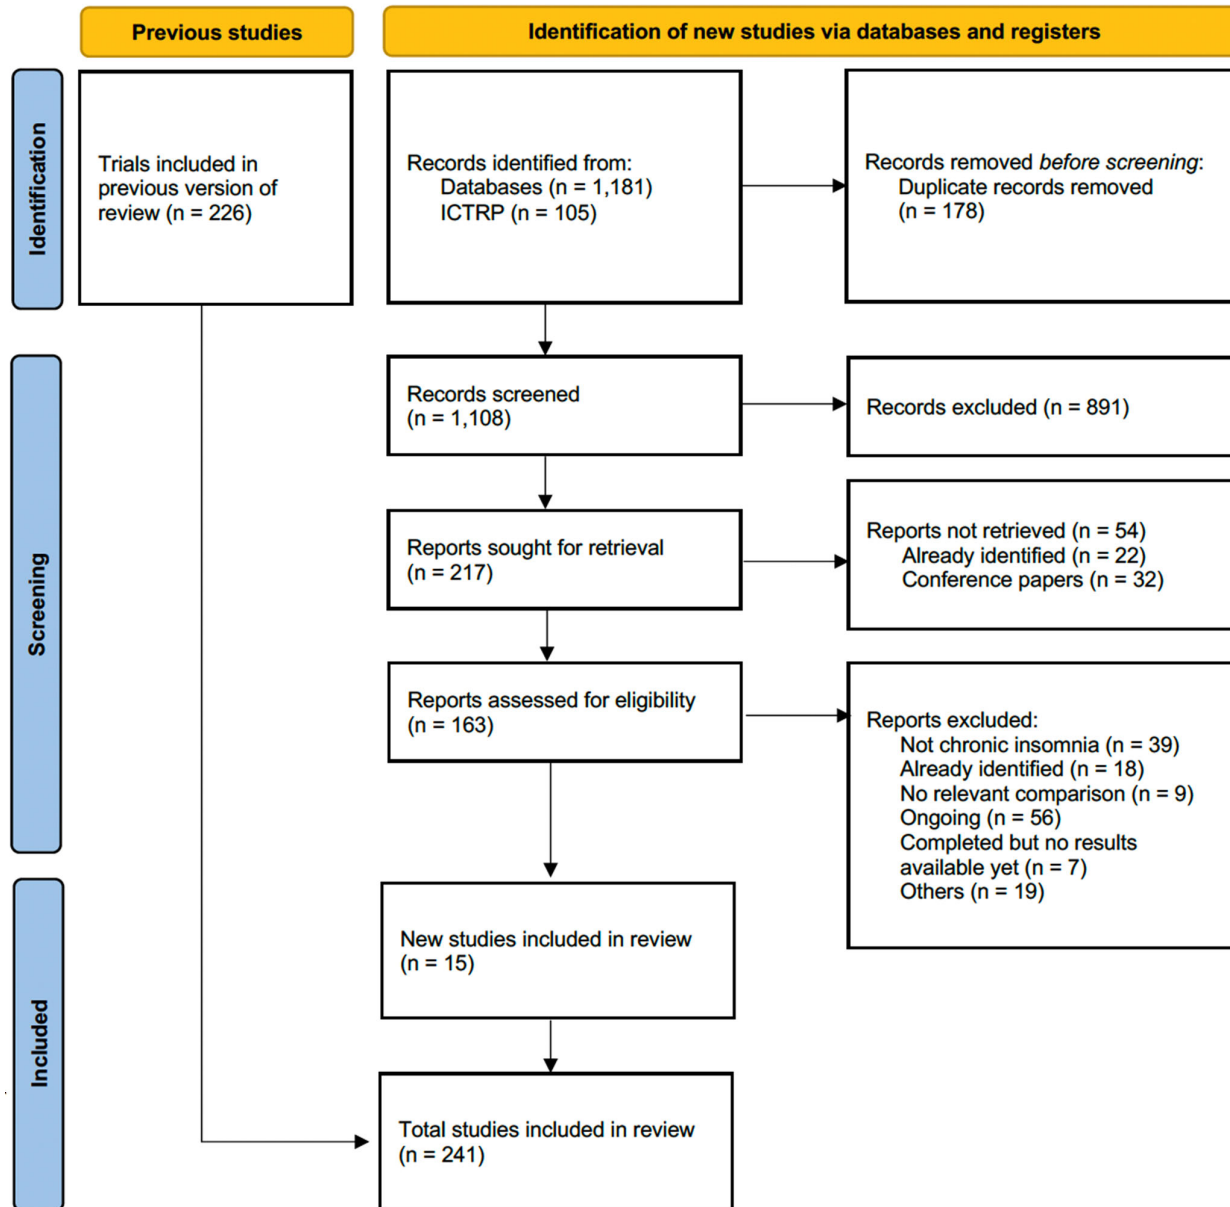 Previous studies
Identification of new studies via databases and registers
Identification
Trials included in
previous version of
review (n = 226)
Records identified from:
Databases (n = 1,181)
ICTRP (n = 105)
Records removed before screening:
Duplicate records removed
(n = 178)
Screening
Records screened
(n = 1,108)
Records excluded (n = 891)
Reports sought for retrieval
(n = 217)
Reports not retrieved (n = 54)
Already identified (n = 22)
Conference papers (n = 32)
Reports assessed for eligibility
(n = 163)
Reports excluded:
Not chronic insomnia (n = 39)
Already identified (n = 18)
No relevant comparison (n = 9)
Ongoing (n = 56)
Completed but no results
available yet (n = 7)
Others (n = 19)
Included
New studies included in review
(n = 15)
Total studies included in review
(n = 241)